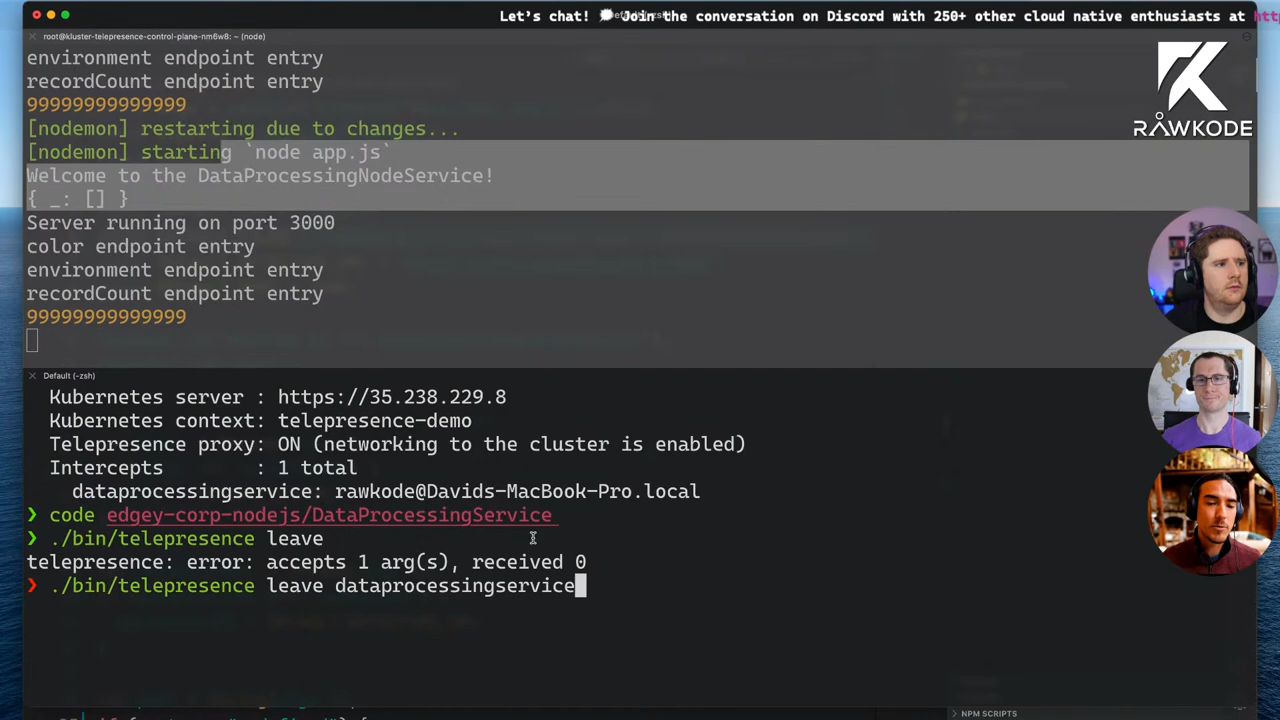 Let's chat! Join the conversation on Discord with 250+ other cloud native enthusiasts at
root@kluster-telepresence-control-plane-nm6w8: ~ (node)
environment endpoint entry
recordCount endpoint entry
99999999999999
[nodemon] restarting due to changes...
[nodemon] starting `node app.js`
Welcome to the DataProcessingNodeService!
{ _: [] }
Server running on port 3000
color endpoint entry
environment endpoint entry
recordCount endpoint entry
99999999999999
RAWKODE
Default (-zsh)
Kubernetes server : https://35.238.229.8
Kubernetes context: telepresence-demo
Telepresence proxy: ON (networking to the cluster is enabled)
Intercepts : 1 total
dataprocessingservice: rawkode@Davids-MacBook-Pro.local
❯ code edgey-corp-nodejs/DataProcessingService
❯ ./bin/telepresence leave
telepresence: error: accepts 1 arg(s), received 0
❯ ./bin/telepresence leave dataprocessingservice
NPM SCRIPTS